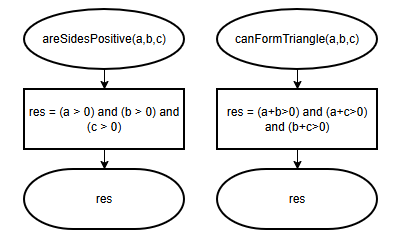 areSidesPositive(a,b,c)
res = (a > 0) and (b > 0) and
(c > 0)
res
canFormTriangle(a,b,c)
res = (a+b>0) and (a+c>0)
and (b+c>0)
res